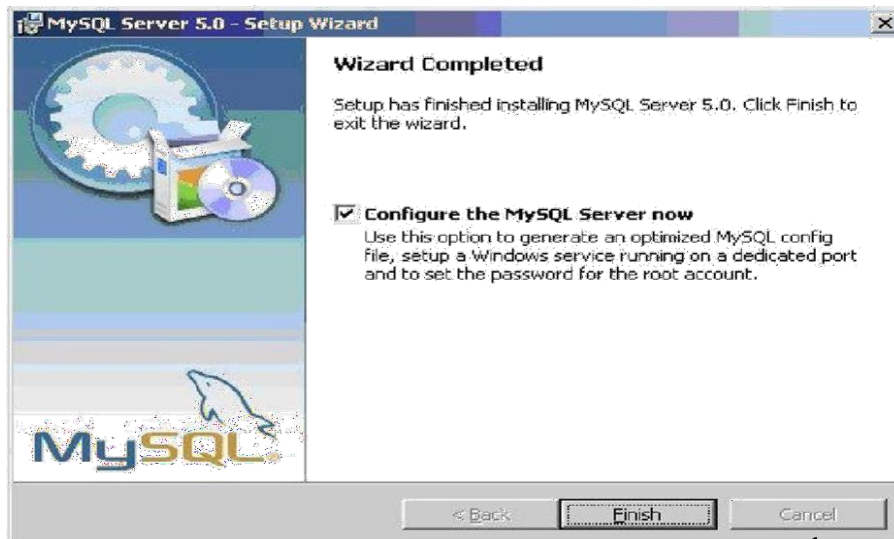 MySQL Server 5.0 - Setup Wizard
Wizard Completed
Setup has finished installing MySQL Server 5.0. Click Finish to
exit the wizard.
Configure the MySQL Server now
Use this option to generate an optimized MySQL config
file, setup a Windows service running on a dedicated port
and to set the password for the root account.
MySQL.
< Back
Finish
Cancel